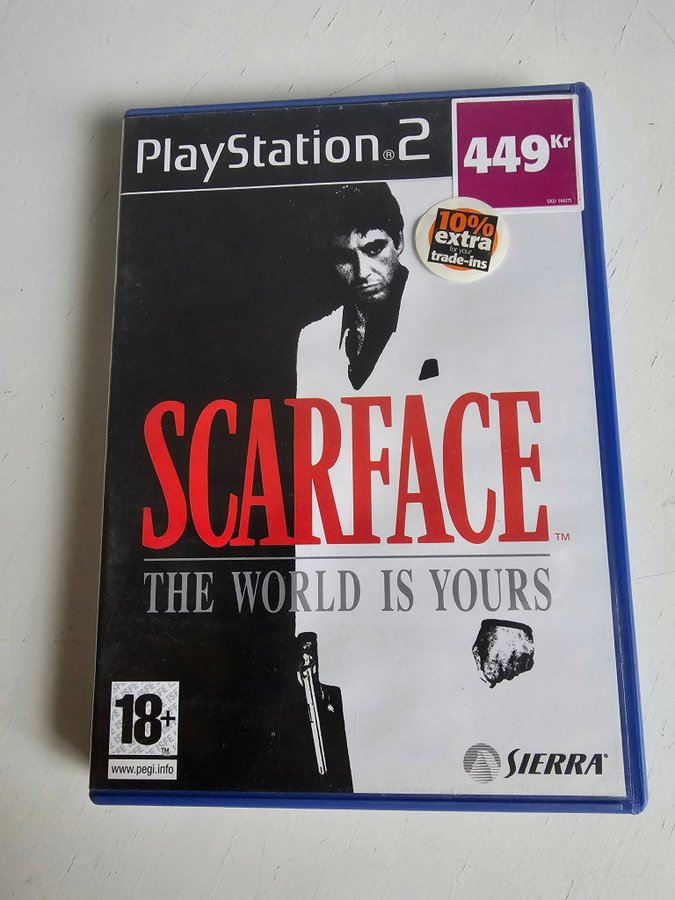 PlayStation®2
449Kr
10%
extra
for your
trade-ins
SCARFACE™
THE WORLD IS YOURS
18+
™
www.pegi.info
SIERRA®